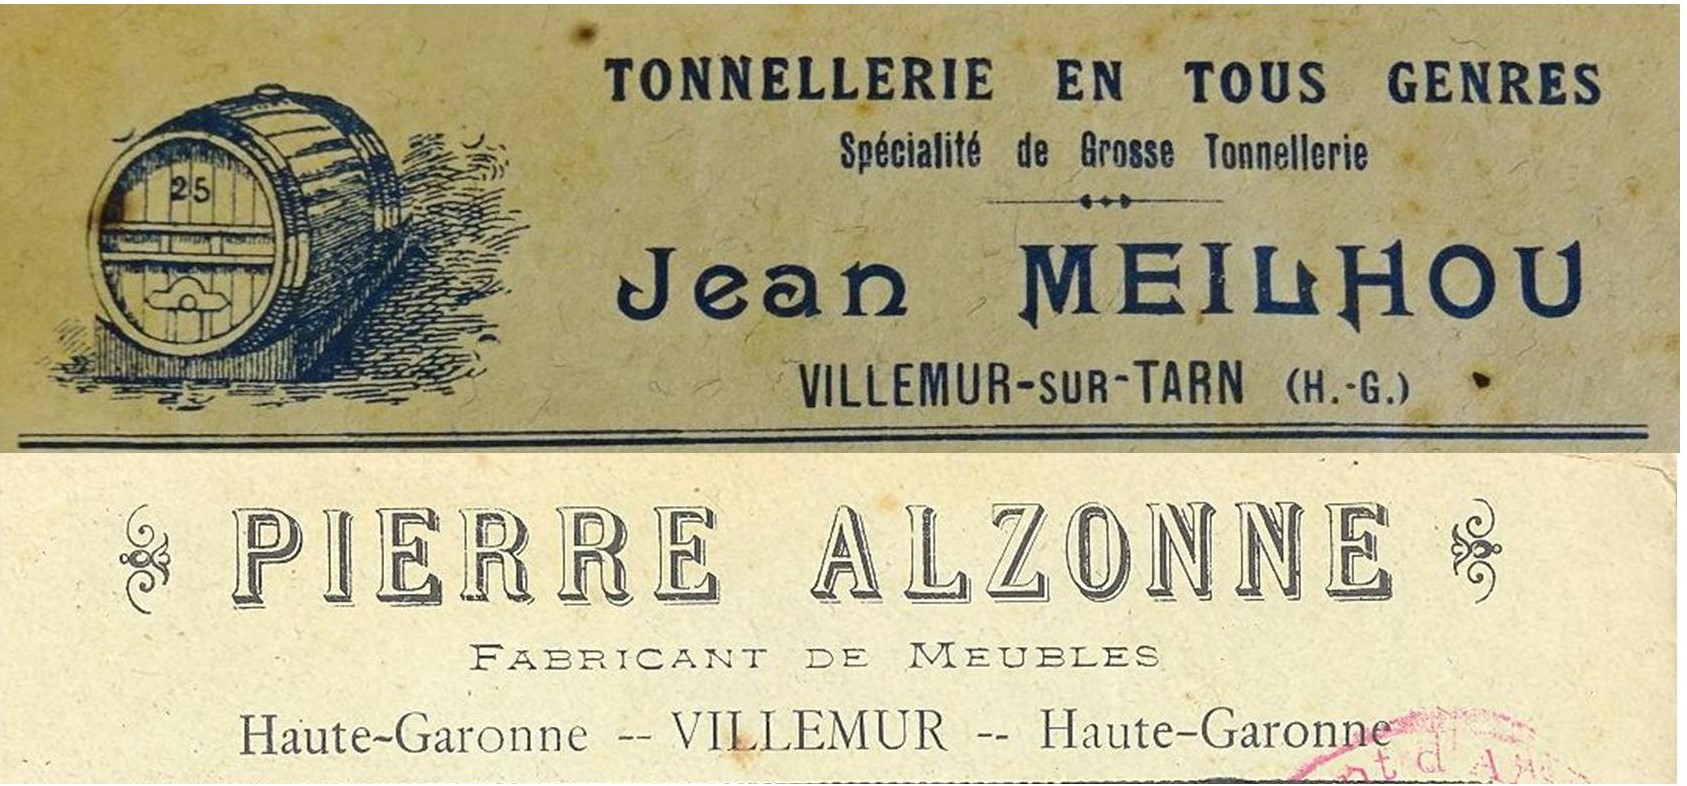 TONNELLERIE EN TOUS GENRES
Spécialité de Grosse Tonnellerie
25
Jean MEILHOU
VILLEMUR-SUR-TARN (H.-G.)
PIERRE ALZONNE
FABRICANT DE MEUBLES
Haute-Garonne -- VILLEMUR -- Haute-Garonne